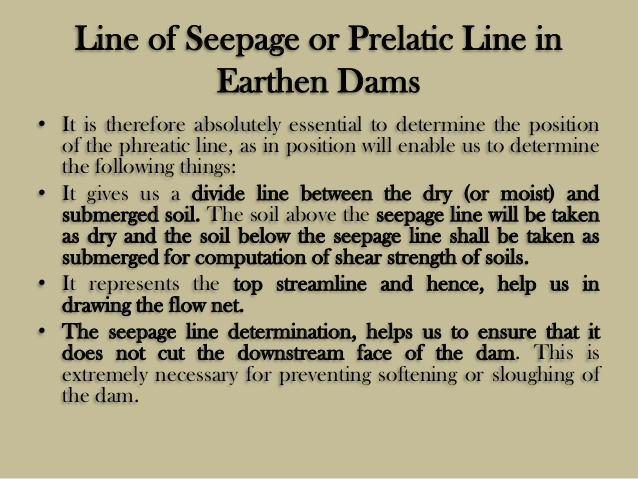 Line of Seepage or Prelatic Line in
Earthen Dams
• It is therefore absolutely essential to determine the position
of the phreatic line, as in position will enable us to determine
the following things:
• It gives us a divide line between the dry (or moist) and
submerged soil. The soil above the seepage line will be taken
as dry and the soil below the seepage line shall be taken as
submerged for computation of shear strength of soils.
• It represents the top streamline and hence, help us in
drawing the flow net.
• The seepage line determination, helps us to ensure that it
does not cut the downstream face of the dam. This is
extremely necessary for preventing softening or sloughing of
the dam.